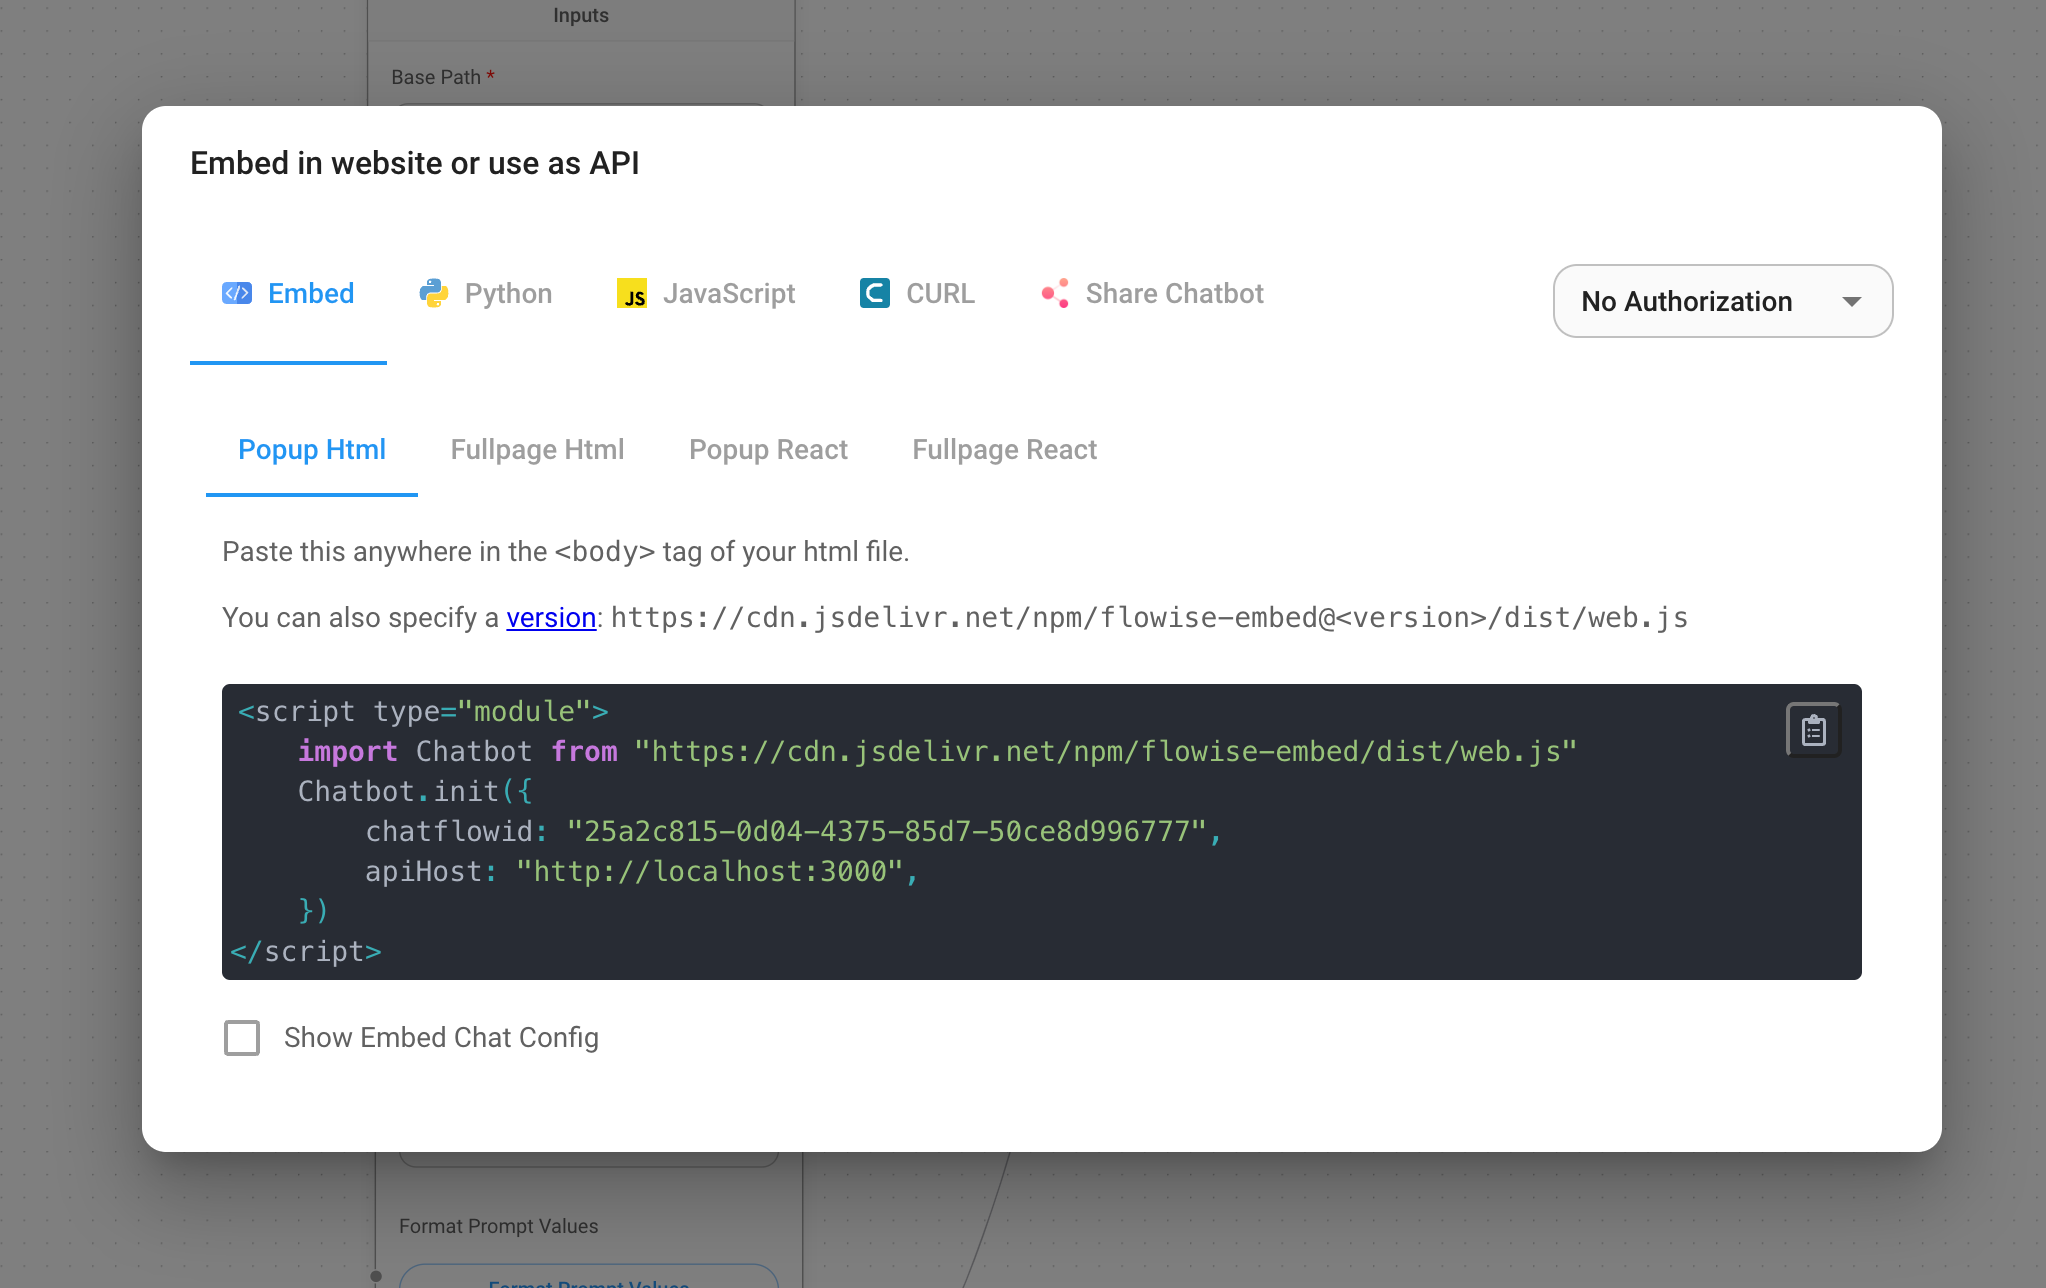 Inputs
Base Path *
Embed in website or use as API
</> Embed
Python
JS JavaScript
C CURL
Share Chatbot
No Authorization
Popup Html
Fullpage Html
Popup React
Fullpage React
Paste this anywhere in the <body> tag of your html file.
You can also specify a version: https://cdn.jsdelivr.net/npm/flowise-embed@<version>/dist/web.js
<script type="module">
    import Chatbot from "https://cdn.jsdelivr.net/npm/flowise-embed/dist/web.js"
    Chatbot.init({
        chatflowid: "25a2c815-0d04-4375-85d7-50ce8d996777",
        apiHost: "http://localhost:3000",
    })
</script>
Show Embed Chat Config
Format Prompt Values
Format Prompt Values